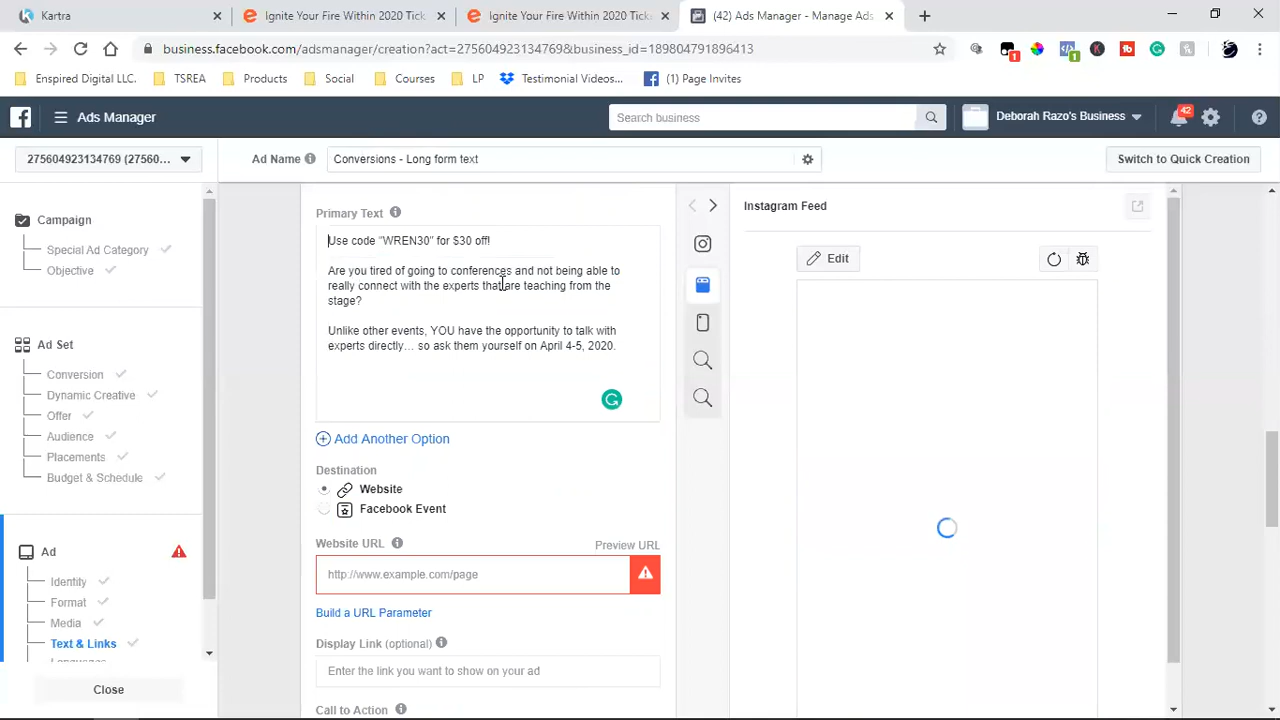 Kartra
Ignite Your Fire Within 2020 Tick
Ignite Your Fire Within 2020 Tick
(42) Ads Manager - Manage Ads
business.facebook.com/adsmanager/creation?act=275604923134769&business_id=189804791896413
Enspired Digital LLC.
TSREA
Products
Social
Courses
LP
Testimonial Videos...
(1) Page Invites
Ads Manager
Search business
Deborah Razo's Business
42
275604923134769 (27560...
Ad Name
Conversions - Long form text
Switch to Quick Creation
Campaign
Special Ad Category
Objective
Ad Set
Conversion
Dynamic Creative
Offer
Audience
Placements
Budget & Schedule
Ad
Identity
Format
Media
Text & Links
Languages
Close
Primary Text
Use code “WREN30” for $30 off!
Are you tired of going to conferences and not being able to
really connect with the experts that are teaching from the
stage?
Unlike other events, YOU have the opportunity to talk with
experts directly… so ask them yourself on April 4-5, 2020.
Add Another Option
Destination
Website
Facebook Event
Website URL
Preview URL
http://www.example.com/page
Build a URL Parameter
Display Link (optional)
Enter the link you want to show on your ad
Call to Action
Instagram Feed
Edit